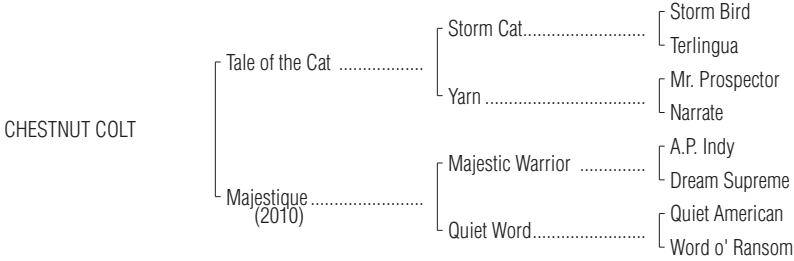 Storm Bird
Storm Cat..........................
Terlingua
Tale of the Cat ..................
Mr. Prospector
Yarn ..................................
Narrate
CHESTNUT COLT
A.P. Indy
Majestic Warrior ..............
Dream Supreme
Majestique........................
(2010)
Quiet American
Quiet Word........................
Word o' Ransom